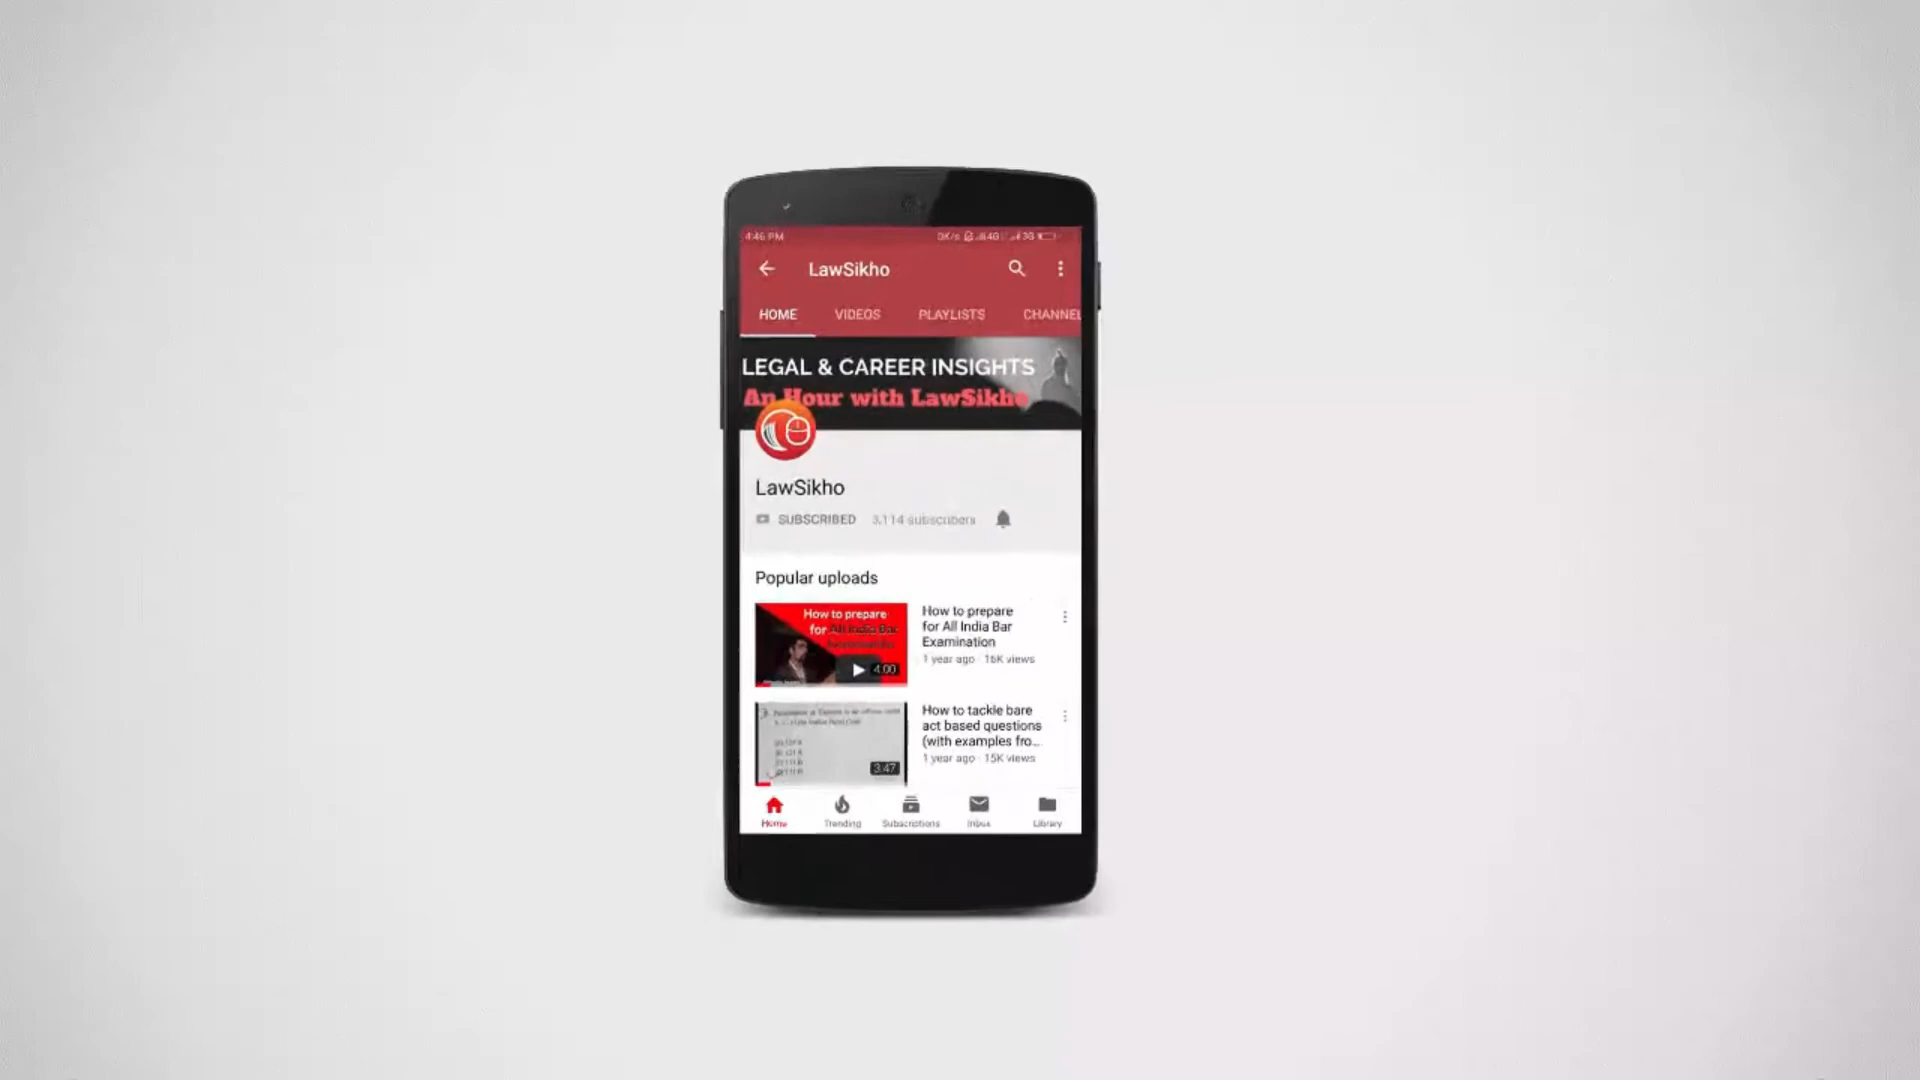 4:46 PM
LawSikho
HOME VIDEOS PLAYLISTS CHANNEL
LEGAL & CAREER INSIGHTS
An Hour with LawSikho
LawSikho
SUBSCRIBED 3,114 subscribers
Popular uploads
How to prepare
for All India Bar
Examination
4:00
How to prepare
for All India Bar
Examination
1 year ago · 16K views
3:47
How to tackle bare
act based questions
(with examples fro...
1 year ago · 15K views
Home Trending Subscriptions Inbox Library